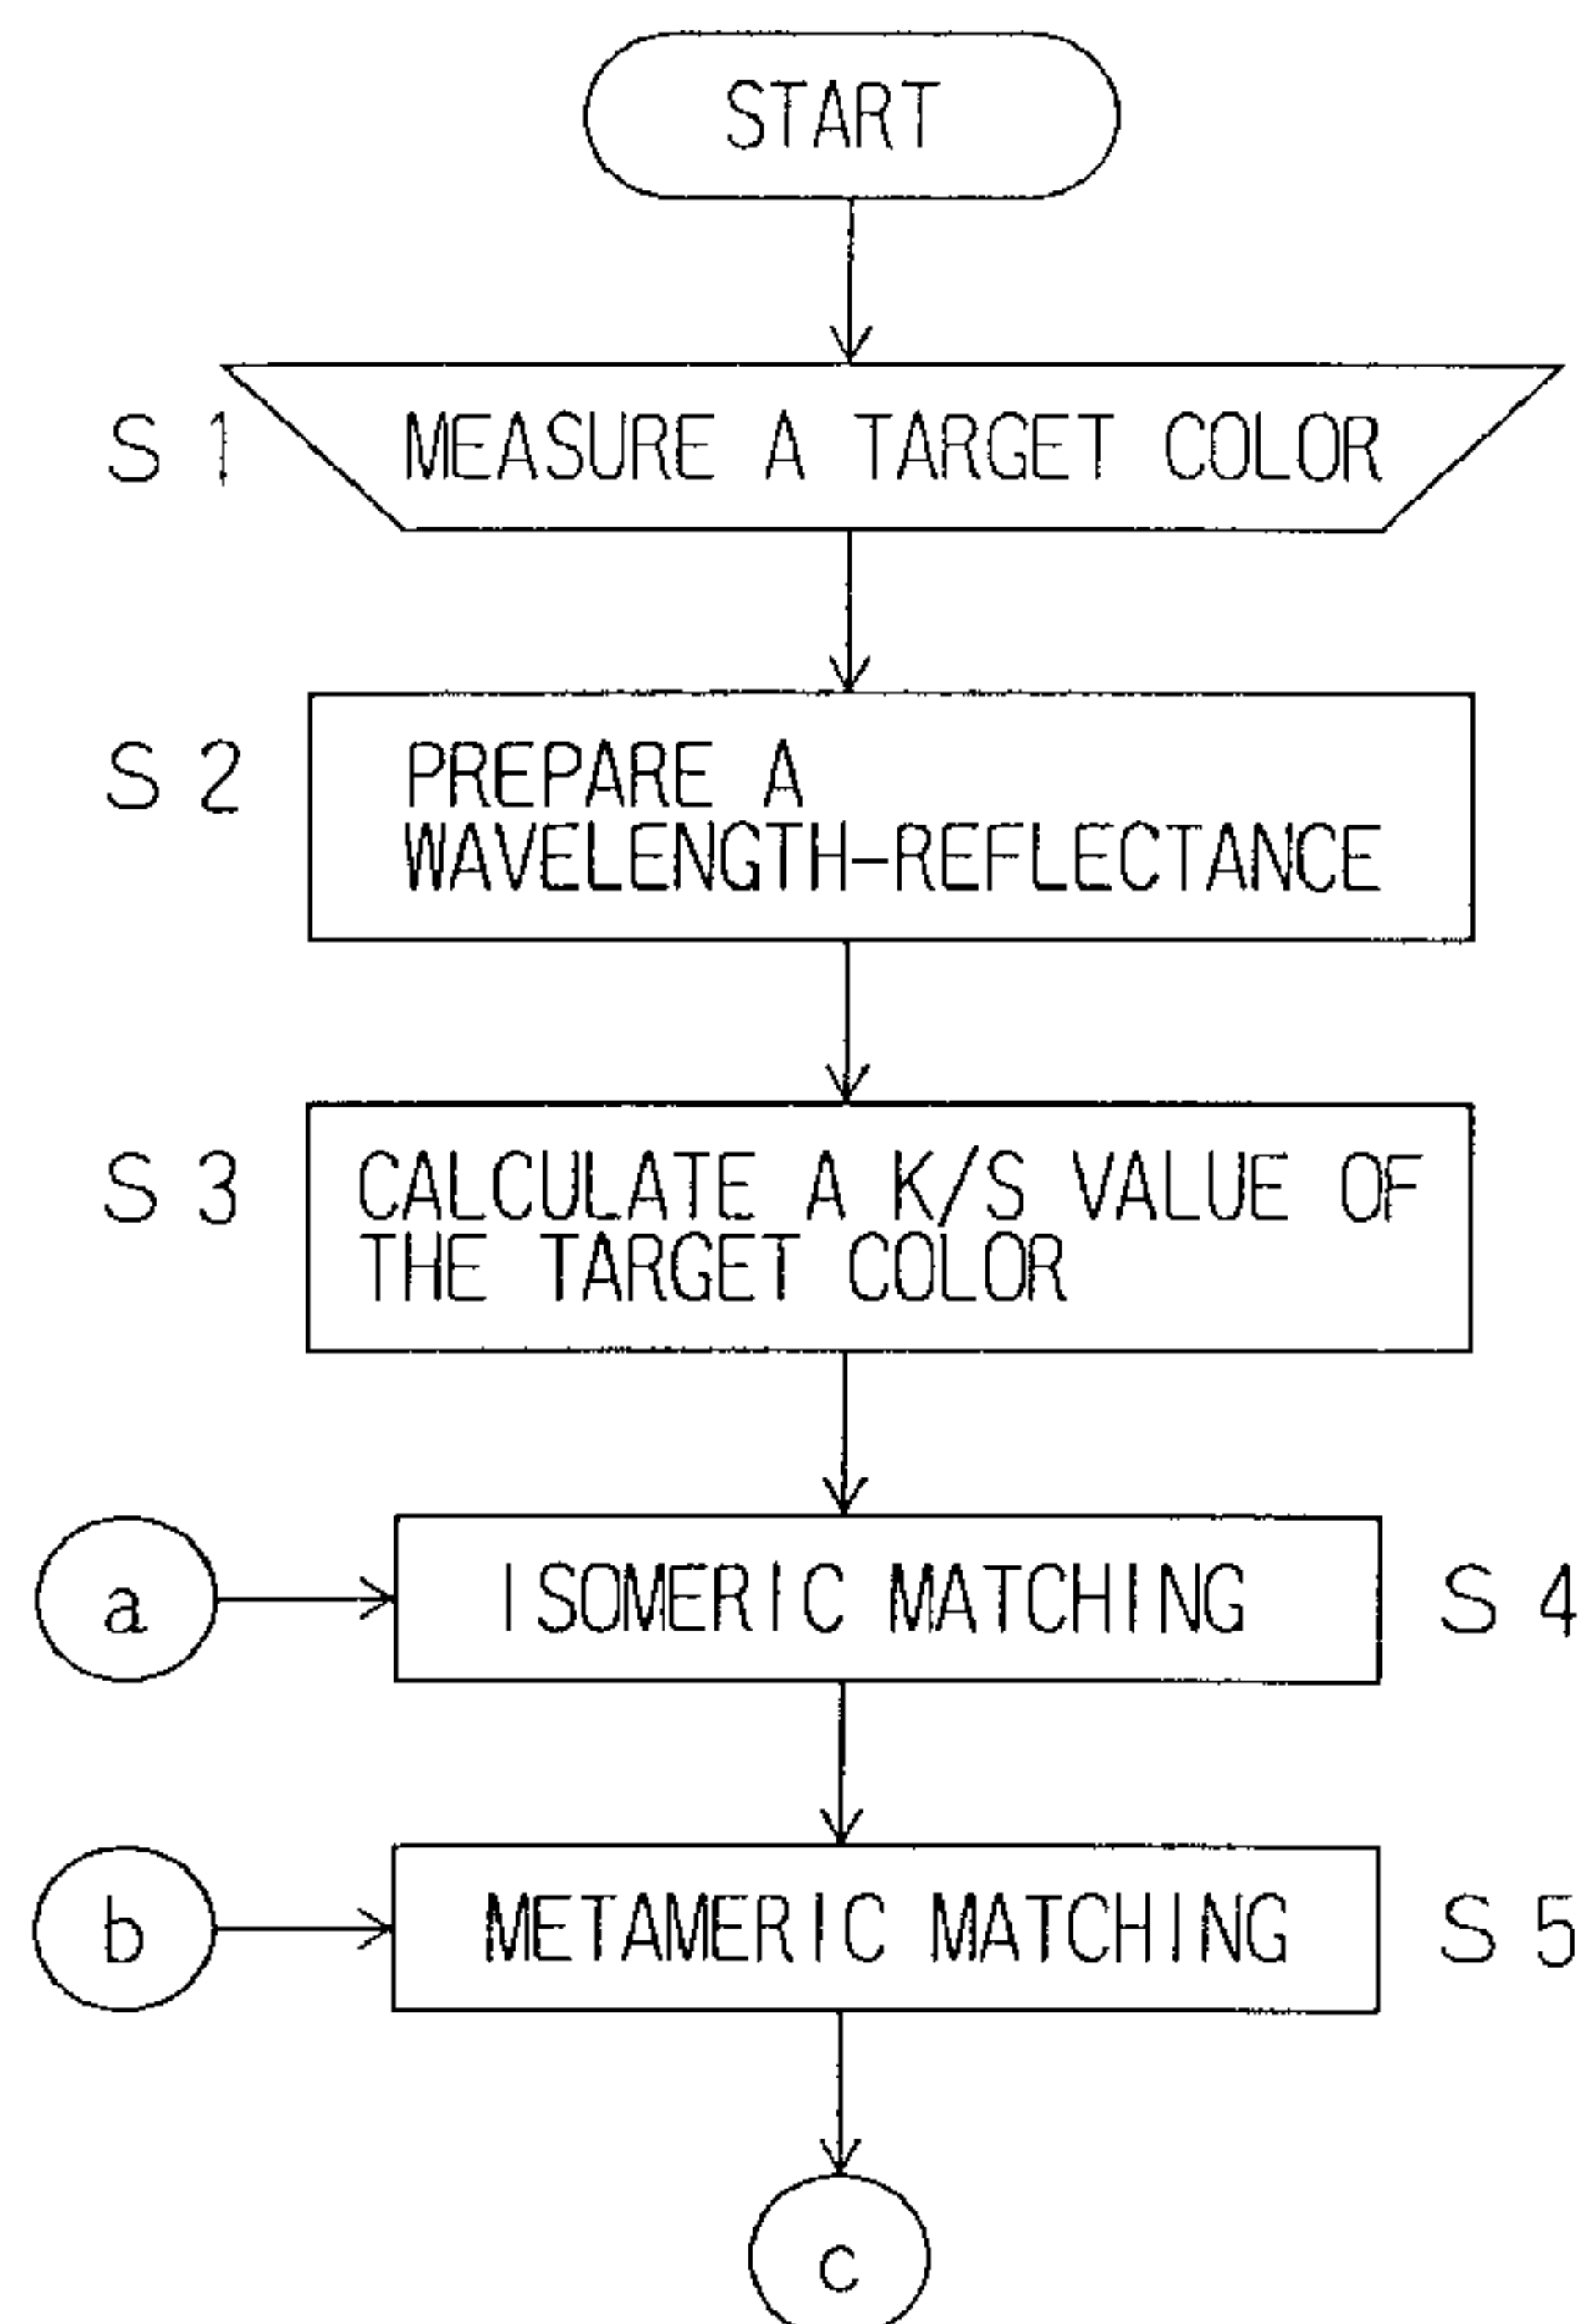 START
S 1 MEASURE A TARGET COLOR
S 2 PREPARE A
WAVELENGTH-REFLECTANCE
S 3 CALCULATE A K/S VALUE OF
THE TARGET COLOR
a ISOMERIC MATCHING S 4
b METAMERIC MATCHING S 5
c